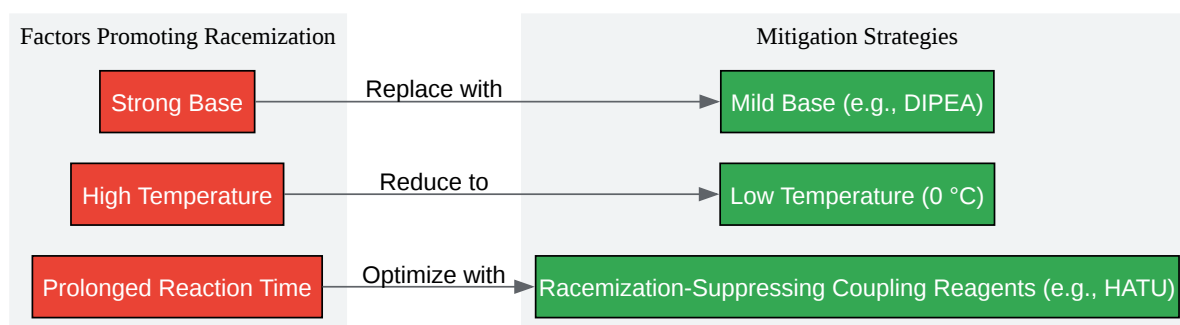 Factors Promoting Racemization
Mitigation Strategies
Strong Base
Replace with
Mild Base (e.g., DIPEA)
High Temperature
Reduce to
Low Temperature (0 °C)
Prolonged Reaction Time
Optimize with
Racemization-Suppressing Coupling Reagents (e.g., HATU)